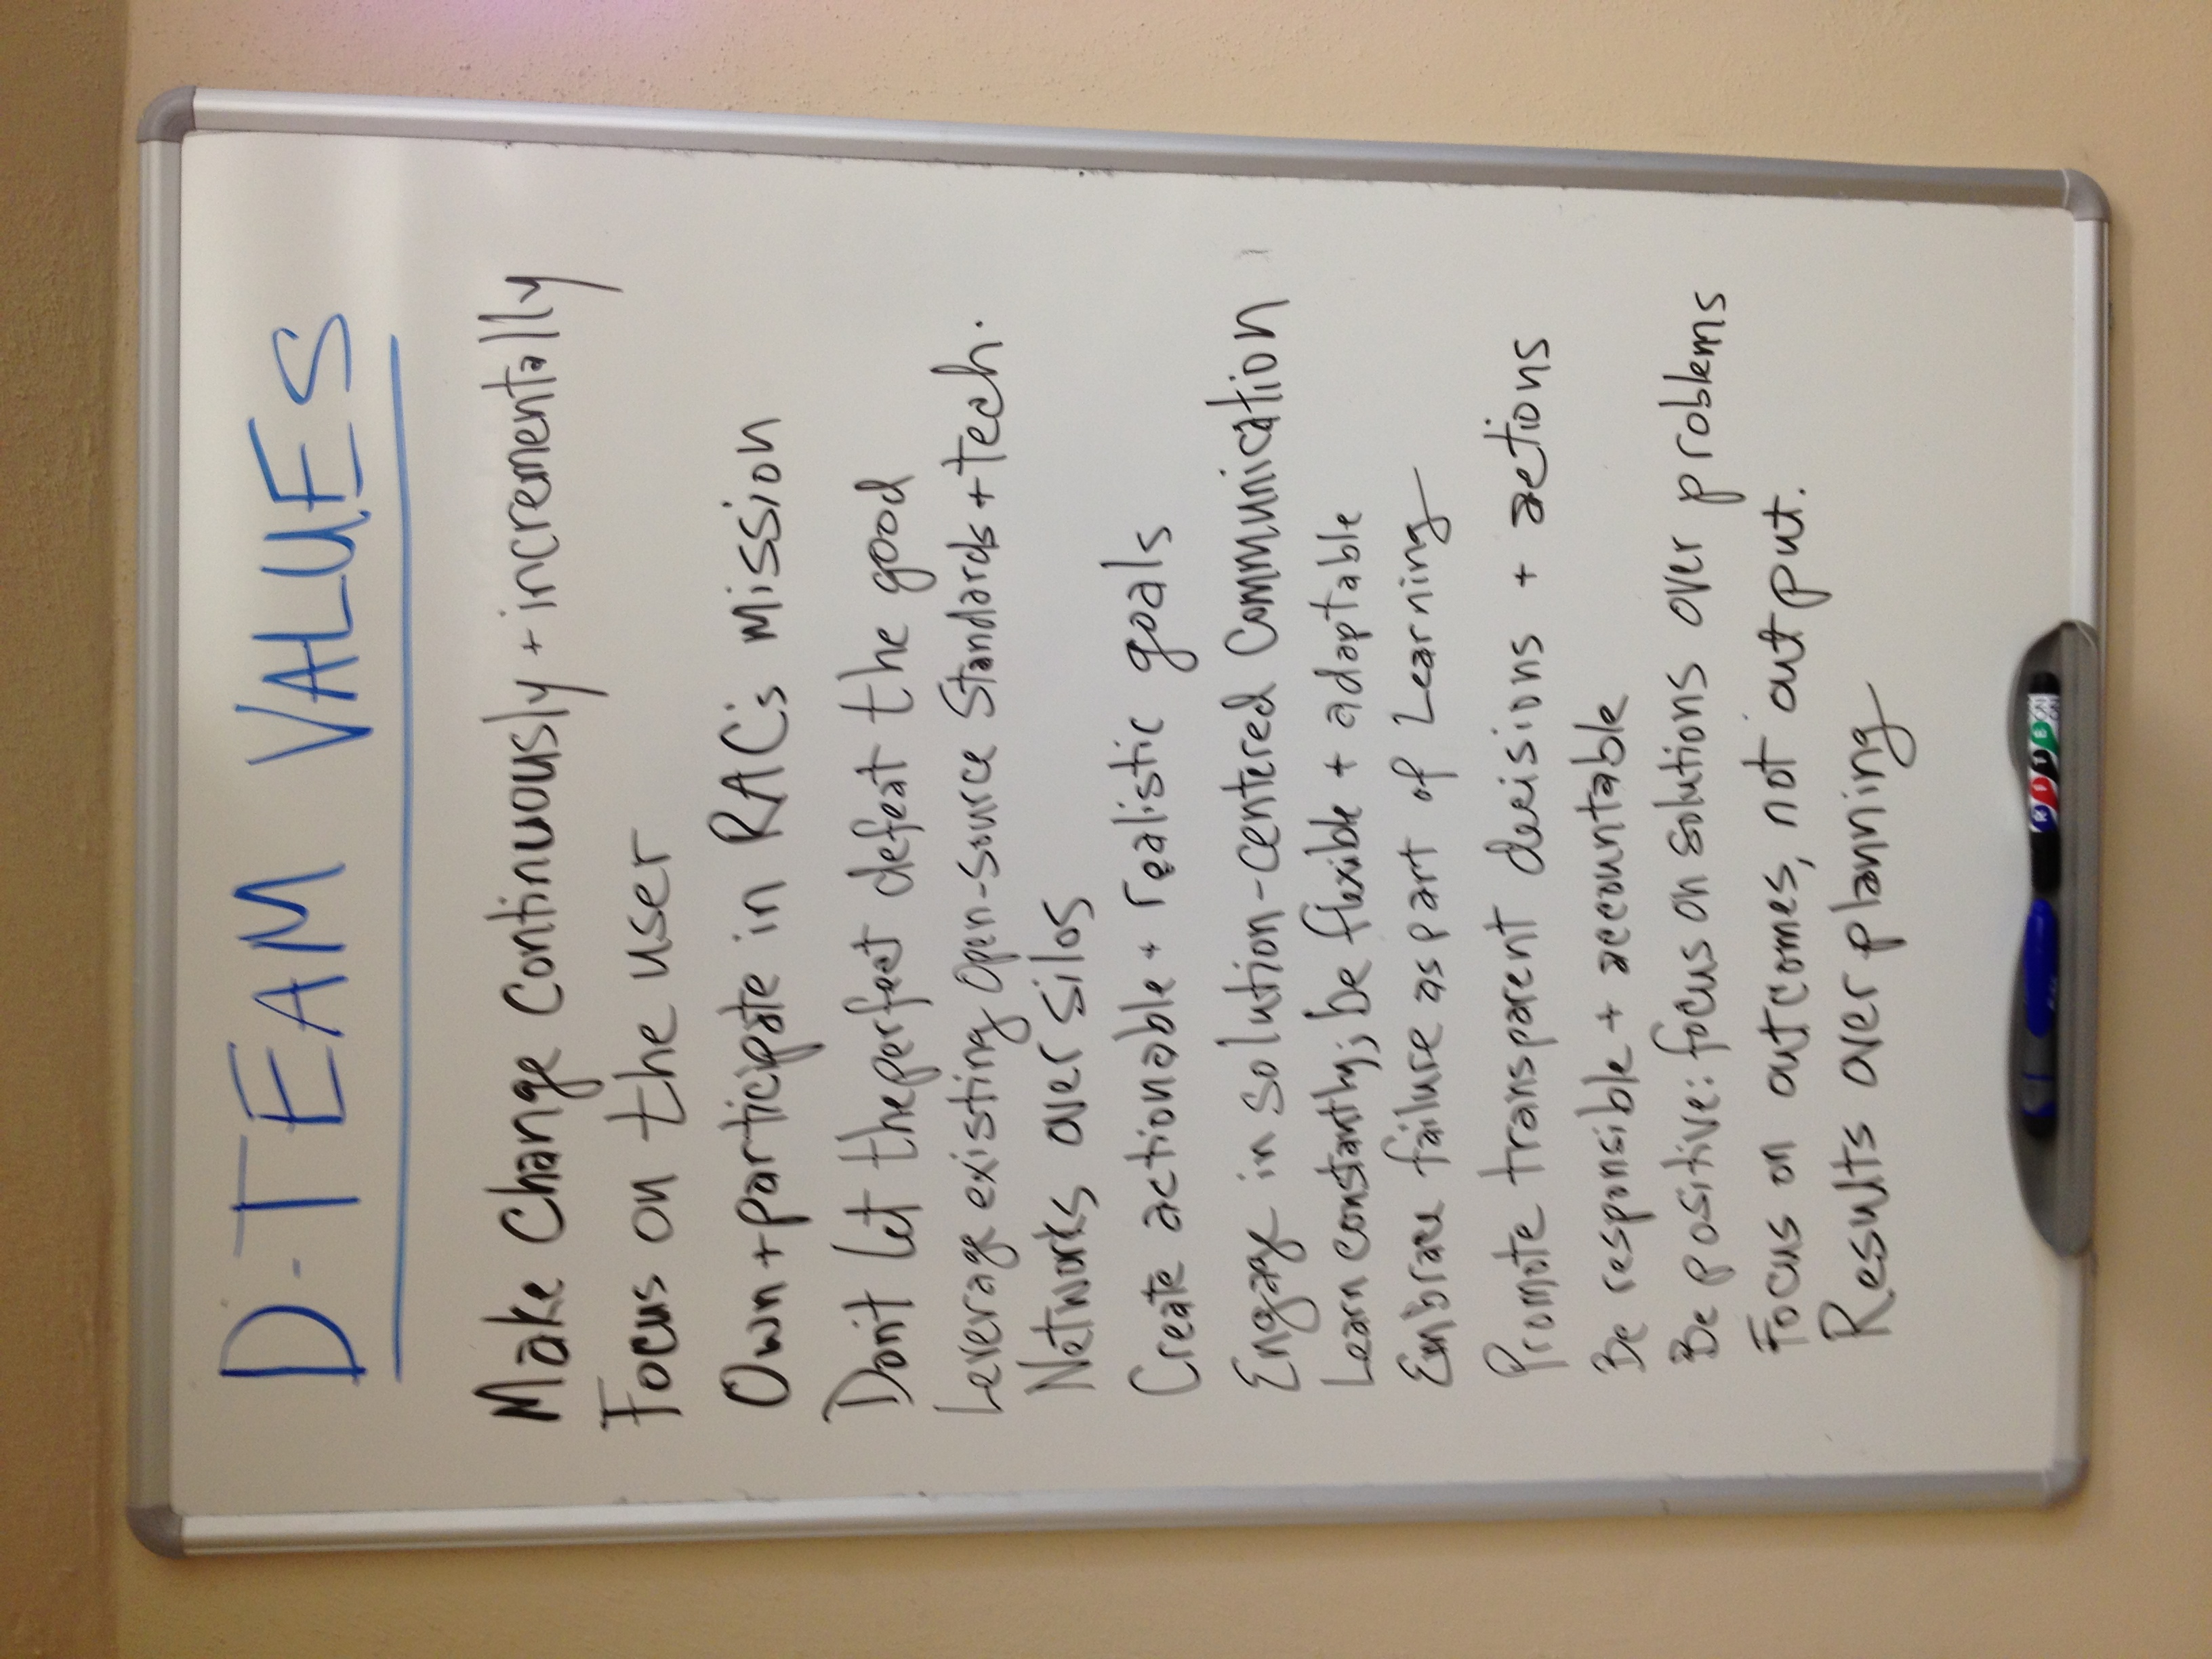 D-TEAM VALUES
Make Change Continuously + incrementally
Focus on the user
Own + participate in RAC's mission
Don't let the perfect defeat the good
Leverage existing open-source Standards + tech.
Networks over silos
Create actionable + realistic goals
Engage in solution-centered communication
Learn constantly; be flexible + adaptable
Embrace failure as part of Learning
Promote transparent decisions + actions
Be responsible + accountable
Be positive: focus on solutions over problems
Focus on outcomes, not output.
Results over planning